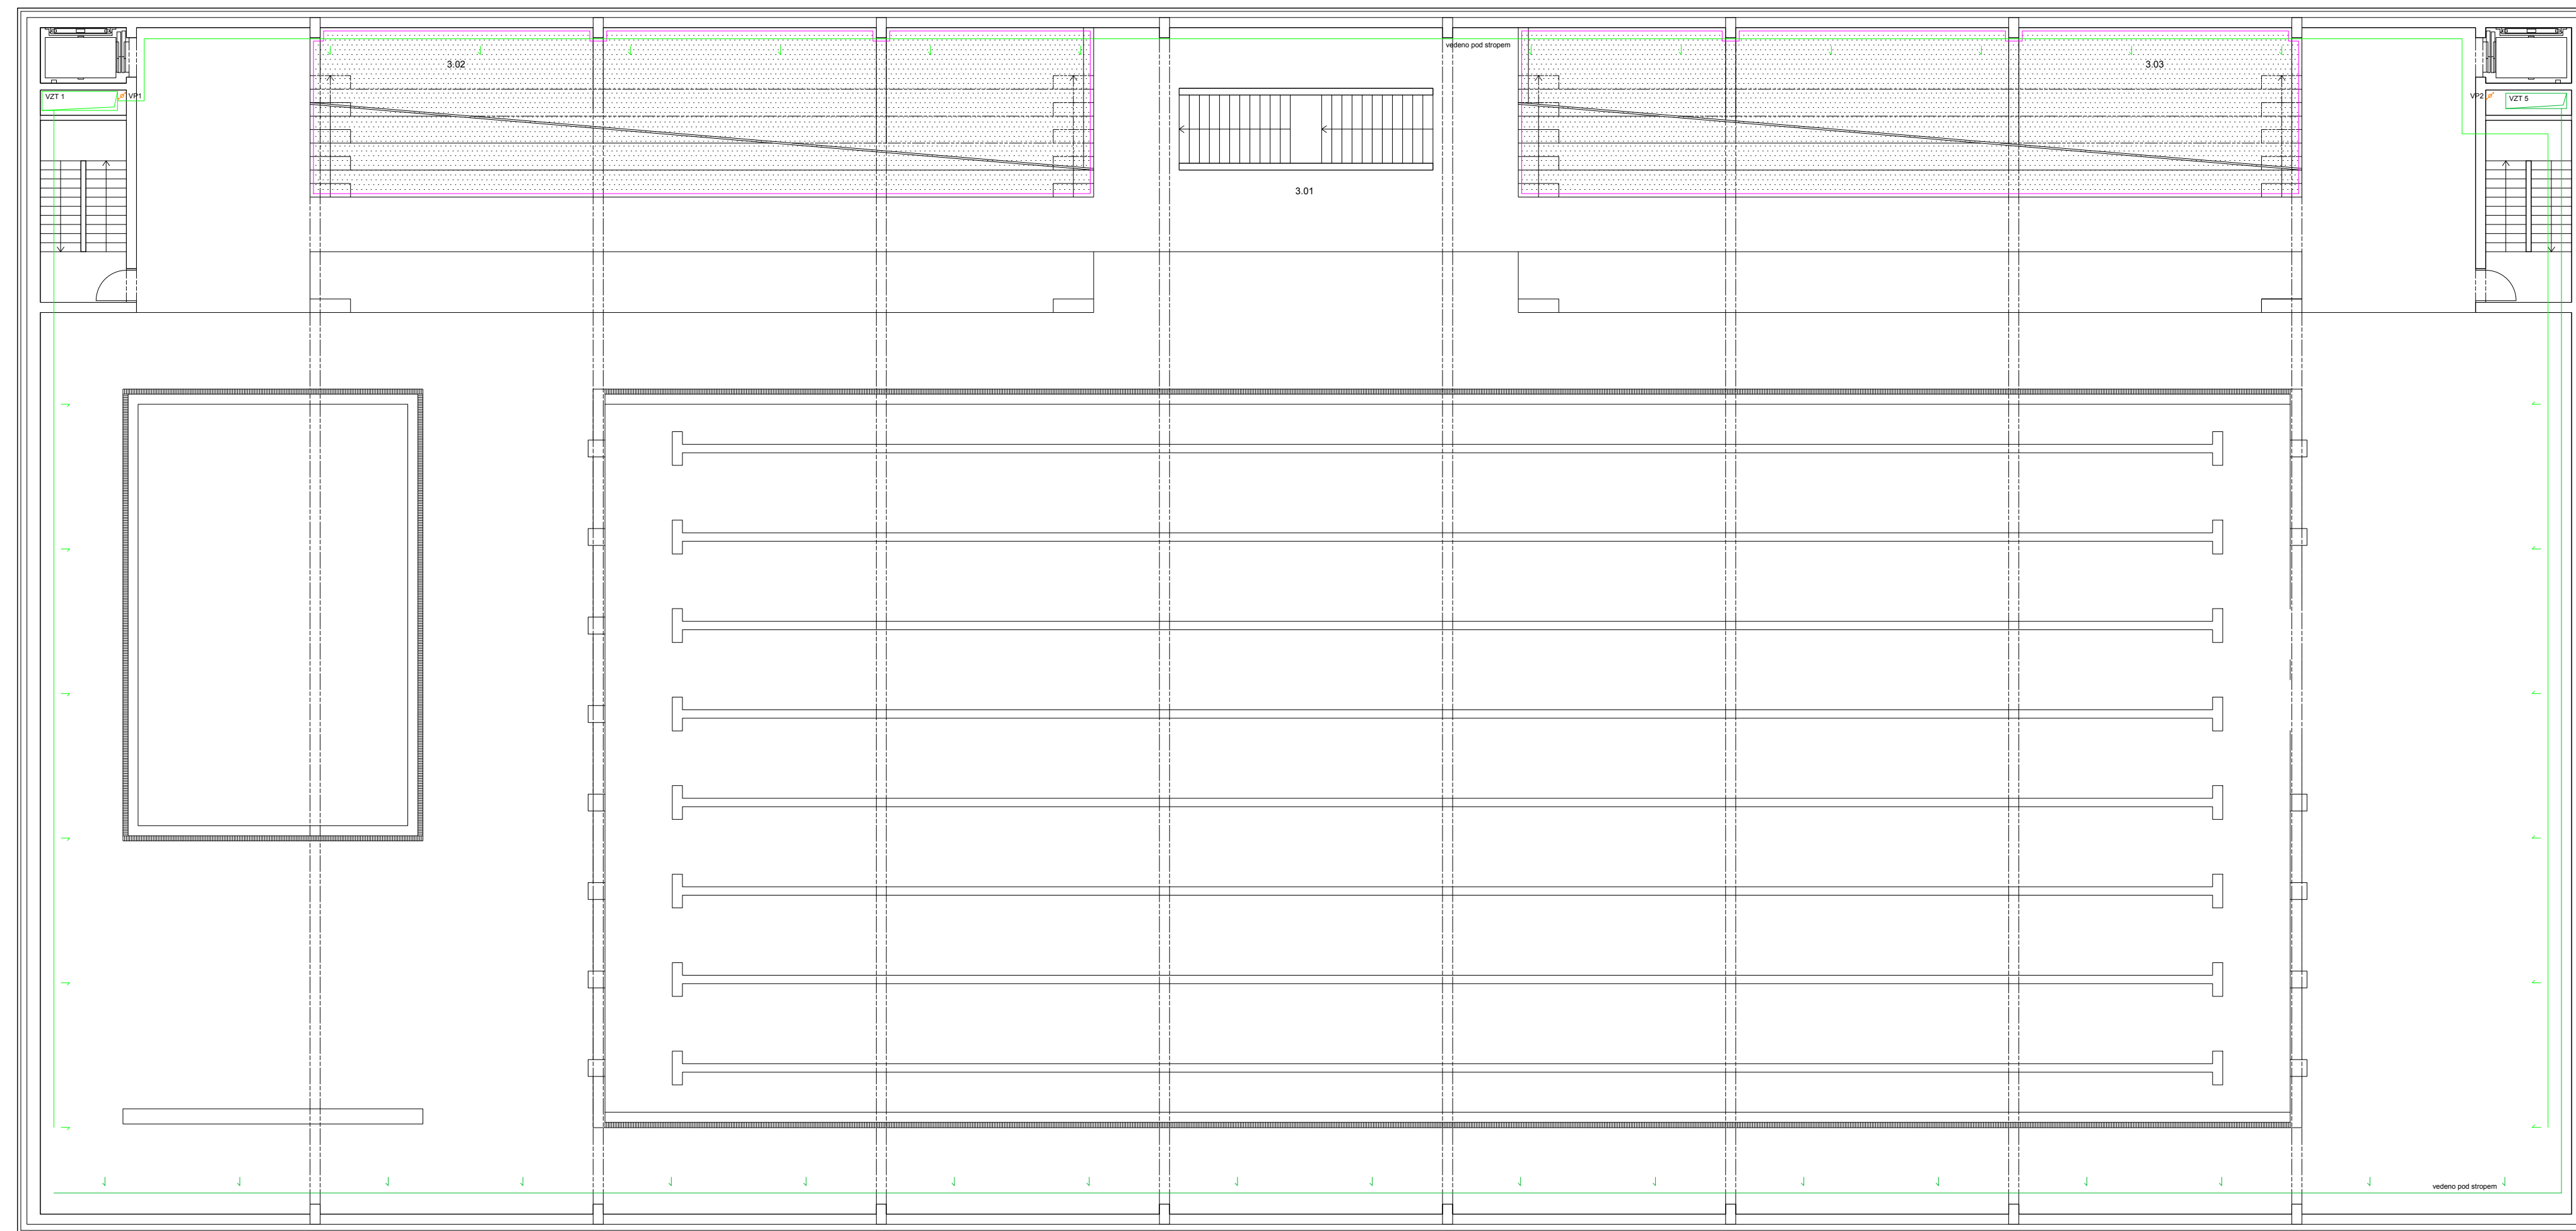 vedeno pod stropem
3.02
3.03
VZT 1
VP1
VP2
VZT 5
3.01
vedeno pod stropem